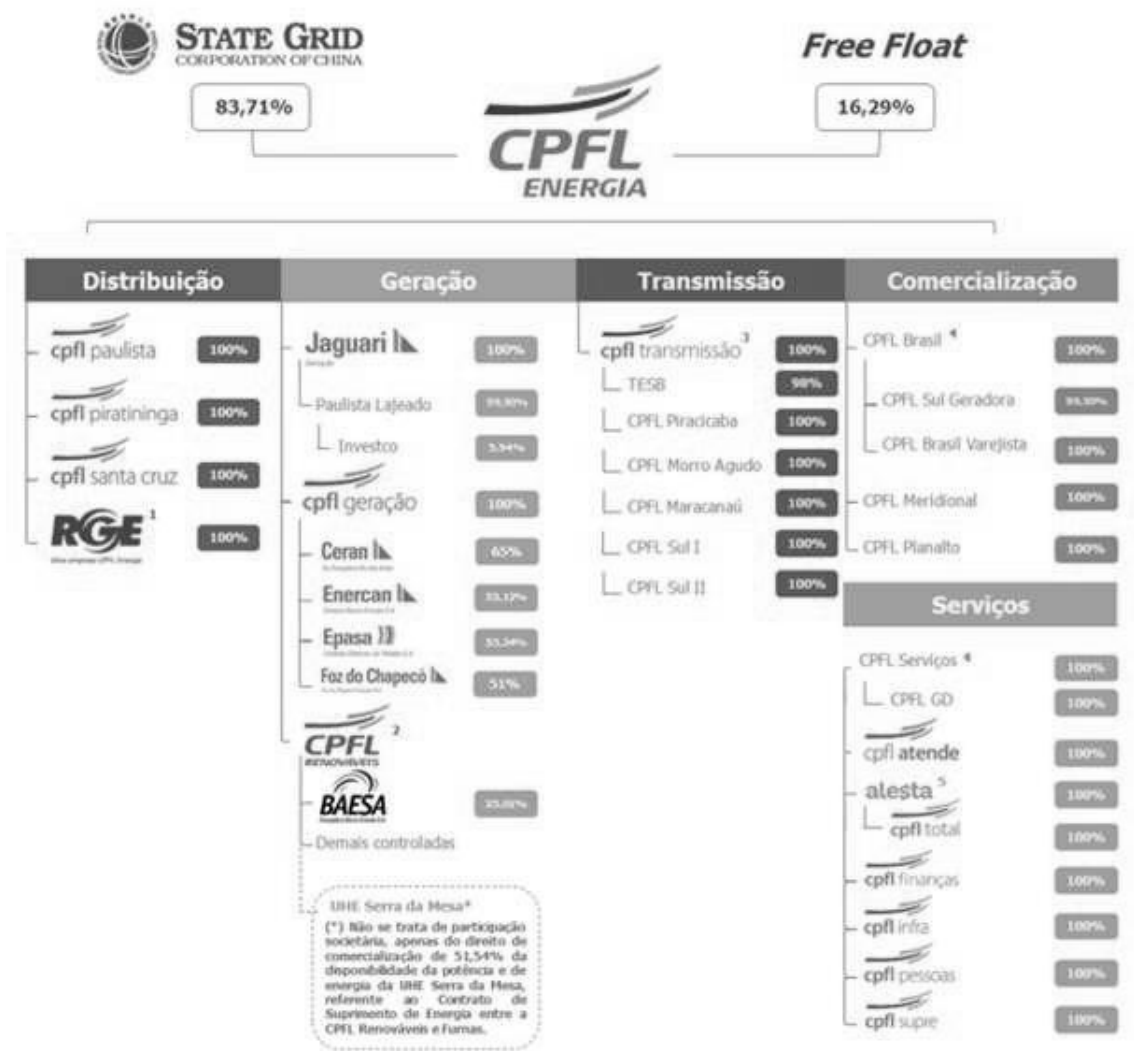 STATE GRID
CORPORATION OF CHINA
83,71%
Free Float
16,29%
CPFL
ENERGIA
Distribuição
cpfl paulista 100%
cpfl piratininga 100%
cpfl santa cruz 100%
RGE 1 100%
Geração
Jaguari 100%
Paulista Lajeado
Investco 5,94%
cpfl geração 100%
Ceran 65%
Enercan
Epasa
Foz do Chapecó 51%
CPFL 2
RENOVÁVEIS
BAESA
Demais controladas
UHE Serra da Mesa*
(*) Não se trata de participação
societária, apenas do direito de
comercialização de 51,54% da
disponibilidade da potência e de
energia da UHE Serra da Mesa,
referente ao Contrato de
Suprimento de Energia entre a
CPFL Renováveis e Furnas.
Transmissão
cpfl transmissão 3 100%
TESB 98%
CPFL Piracicaba 100%
CPFL Morro Agudo 100%
CPFL Maracanaú 100%
CPFL Sul I 100%
CPFL Sul II 100%
Comercialização
CPFL Brasil 4 100%
CPFL Sul Geradora
CPFL Brasil Varejista 100%
CPFL Meridional 100%
CPFL Planalto 100%
Serviços
CPFL Serviços 4 100%
CPFL GD 100%
cpfl atende 100%
alesta 5 100%
cpfl total 100%
cpfl finanças 100%
cpfl infra 100%
cpfl pessoas 100%
cpfl supre 100%